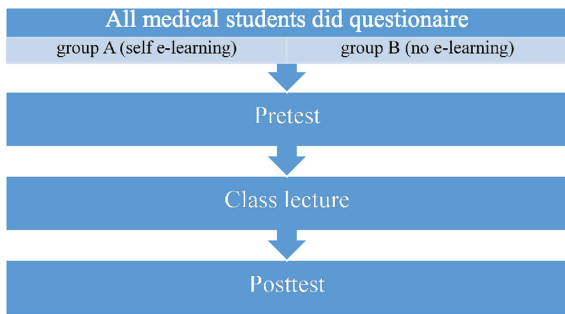 All medical students did questionaire
group A (self e-learning) group B (no e-learning)
Pretest
Class lecture
Posttest